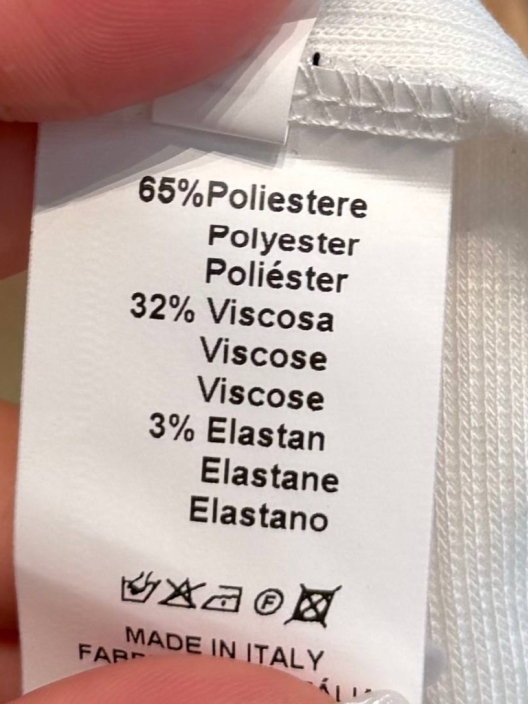 65%Poliestere
Polyester
Poliéster
32% Viscosa
Viscose
Viscose
3% Elastan
Elastane
Elastano
F
MADE IN ITALY